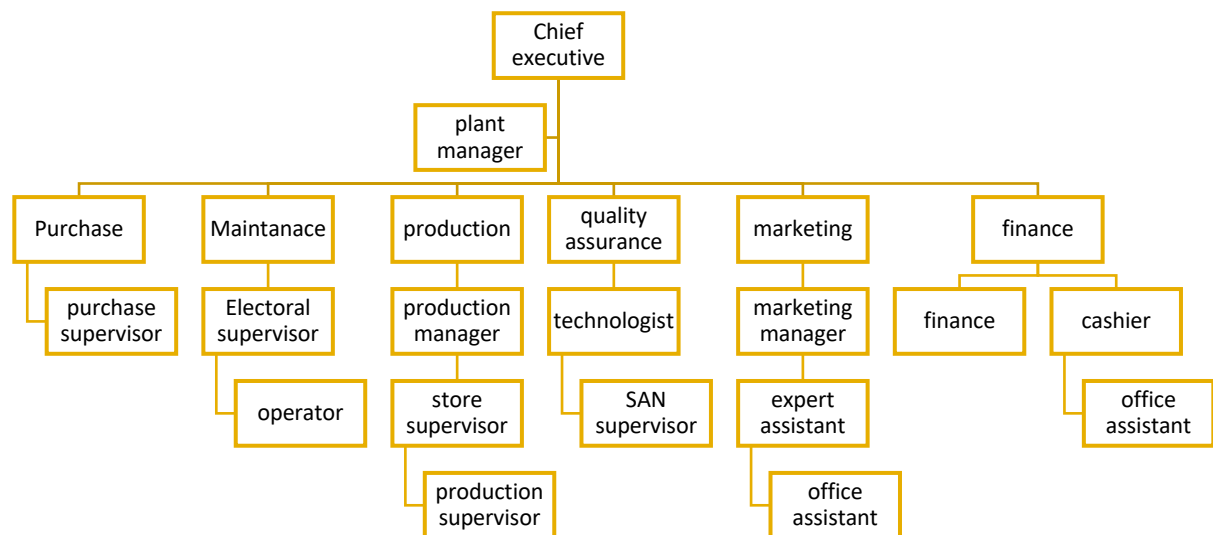 Chief
executive
plant
manager
Purchase
Maintanace
production
quality
assurance
marketing
finance
purchase
supervisor
Electoral
supervisor
production
manager
technologist
marketing
manager
finance
cashier
operator
store
supervisor
SAN
supervisor
expert
assistant
office
assistant
production
supervisor
office
assistant